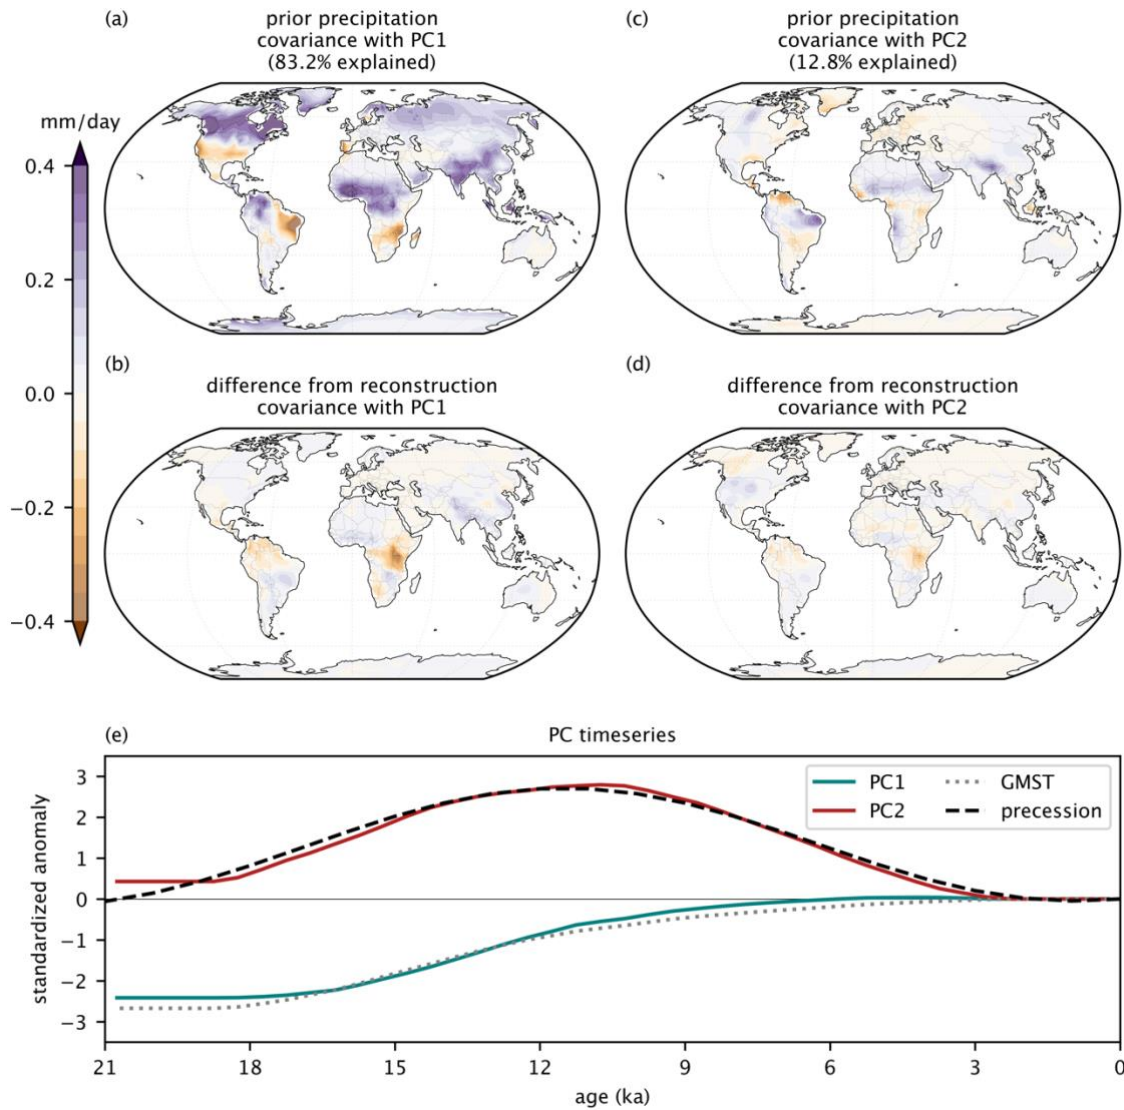 (a)
prior precipitation
covariance with PC1
(83.2% explained)
(c)
prior precipitation
covariance with PC2
(12.8% explained)
mm/day
0.4
0.2
0.0
−0.2
−0.4
(b)
difference from reconstruction
covariance with PC1
(d)
difference from reconstruction
covariance with PC2
(e)
PC timeseries
standardized anomaly
3
2
1
0
−1
−2
−3
PC1
PC2
GMST
precession
21
18
15
12
9
6
3
0
age (ka)